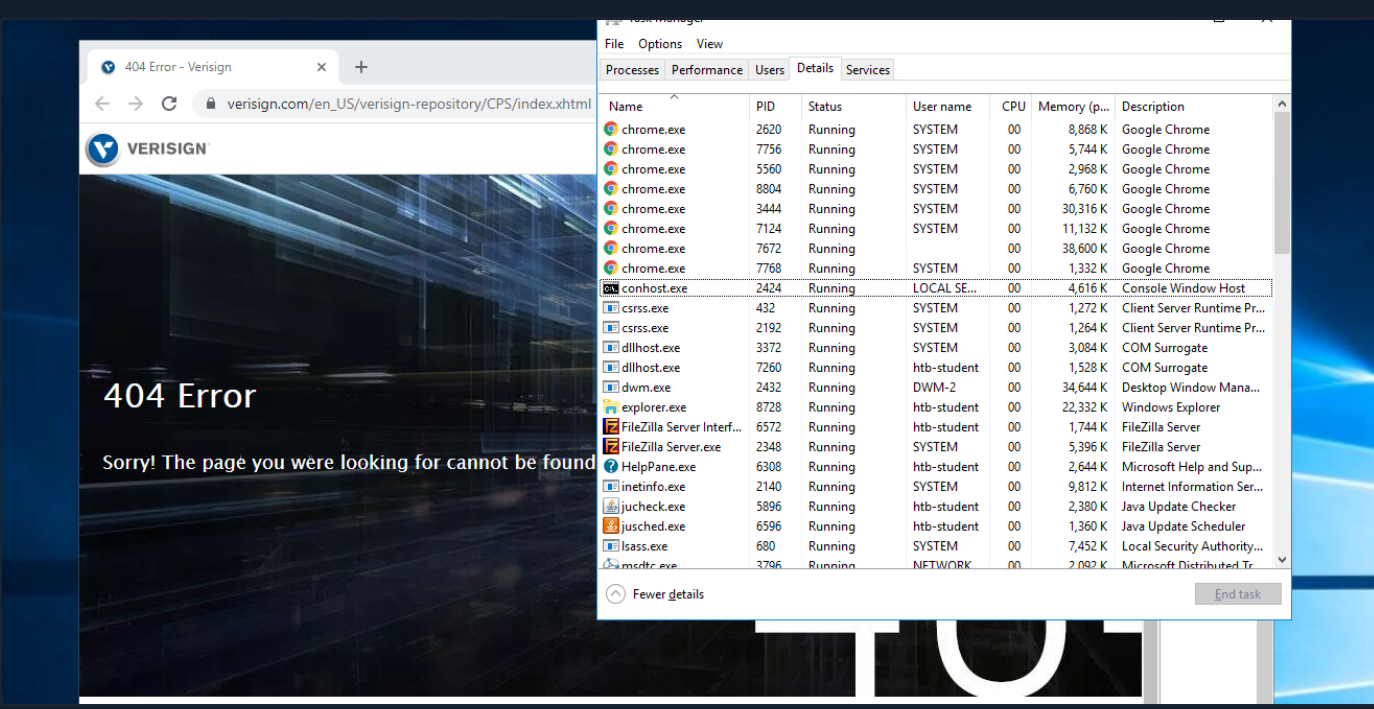 Task Manager
File Options View
Processes Performance Users Details Services
404 Error - Verisign
verisign.com/en_US/verisign-repository/CPS/index.xhtml
VERISIGN
404 Error
Sorry! The page you were looking for cannot be found
Name PID Status User name CPU Memory (p... Description
chrome.exe 2620 Running SYSTEM 00 8,868 K Google Chrome
chrome.exe 7756 Running SYSTEM 00 5,744 K Google Chrome
chrome.exe 5560 Running SYSTEM 00 2,968 K Google Chrome
chrome.exe 8804 Running SYSTEM 00 6,760 K Google Chrome
chrome.exe 3444 Running SYSTEM 00 30,316 K Google Chrome
chrome.exe 7124 Running SYSTEM 00 11,132 K Google Chrome
chrome.exe 7672 Running 00 38,600 K Google Chrome
chrome.exe 7768 Running SYSTEM 00 1,332 K Google Chrome
conhost.exe 2424 Running LOCAL SE... 00 4,616 K Console Window Host
csrss.exe 432 Running SYSTEM 00 1,272 K Client Server Runtime Pr...
csrss.exe 2192 Running SYSTEM 00 1,264 K Client Server Runtime Pr...
dllhost.exe 3372 Running SYSTEM 00 3,084 K COM Surrogate
dllhost.exe 7260 Running htb-student 00 1,528 K COM Surrogate
dwm.exe 2432 Running DWM-2 00 34,644 K Desktop Window Mana...
explorer.exe 8728 Running htb-student 00 22,332 K Windows Explorer
FileZilla Server Interf... 6572 Running htb-student 00 1,744 K FileZilla Server
FileZilla Server.exe 2348 Running SYSTEM 00 5,396 K FileZilla Server
HelpPane.exe 6308 Running htb-student 00 2,644 K Microsoft Help and Sup...
inetinfo.exe 2140 Running SYSTEM 00 9,812 K Internet Information Ser...
jucheck.exe 5896 Running htb-student 00 2,380 K Java Update Checker
jusched.exe 6596 Running htb-student 00 1,360 K Java Update Scheduler
lsass.exe 680 Running SYSTEM 00 7,452 K Local Security Authority...
msdtc.exe 3796 Running NETWORK 00 2,092 K Microsoft Distributed Tr
Fewer details
End task